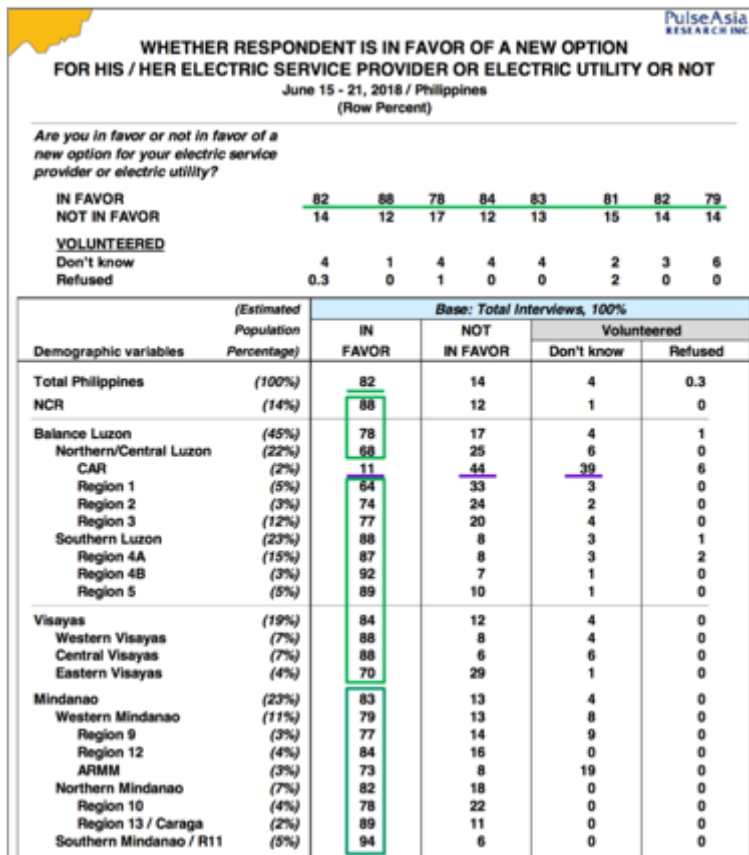 PulseAsia
RESEARCH INC
WHETHER RESPONDENT IS IN FAVOR OF A NEW OPTION
FOR HIS / HER ELECTRIC SERVICE PROVIDER OR ELECTRIC UTILITY OR NOT
June 15 - 21, 2018 / Philippines
(Row Percent)
Are you in favor or not in favor of a
new option for your electric service
provider or electric utility?
IN FAVOR 82 88 78 84 83 81 82 79
NOT IN FAVOR 14 12 17 12 13 15 14 14
VOLUNTEERED
Don't know 4 1 4 4 4 2 3 6
Refused 0.3 0 1 0 0 2 0 0
(Estimated Base: Total Interviews, 100%
Population IN NOT Volunteered
Demographic variables Percentage) FAVOR IN FAVOR Don't know Refused
Total Philippines (100%) 82 14 4 0.3
NCR (14%) 88 12 1 0
Balance Luzon (45%) 78 17 4 1
Northern/Central Luzon (22%) 68 25 6 0
CAR (2%) 11 44 39 6
Region 1 (5%) 64 33 3 0
Region 2 (3%) 74 24 2 0
Region 3 (12%) 77 20 4 0
Southern Luzon (23%) 88 8 3 1
Region 4A (15%) 87 8 3 2
Region 4B (3%) 92 7 1 0
Region 5 (5%) 89 10 1 0
Visayas (19%) 84 12 4 0
Western Visayas (7%) 88 8 4 0
Central Visayas (7%) 88 6 6 0
Eastern Visayas (4%) 70 29 1 0
Mindanao (23%) 83 13 4 0
Western Mindanao (11%) 79 13 8 0
Region 9 (3%) 77 14 9 0
Region 12 (4%) 84 16 0 0
ARMM (3%) 73 8 19 0
Northern Mindanao (7%) 82 18 0 0
Region 10 (4%) 78 22 0 0
Region 13 / Caraga (2%) 89 11 0 0
Southern Mindanao / R11 (5%) 94 6 0 0